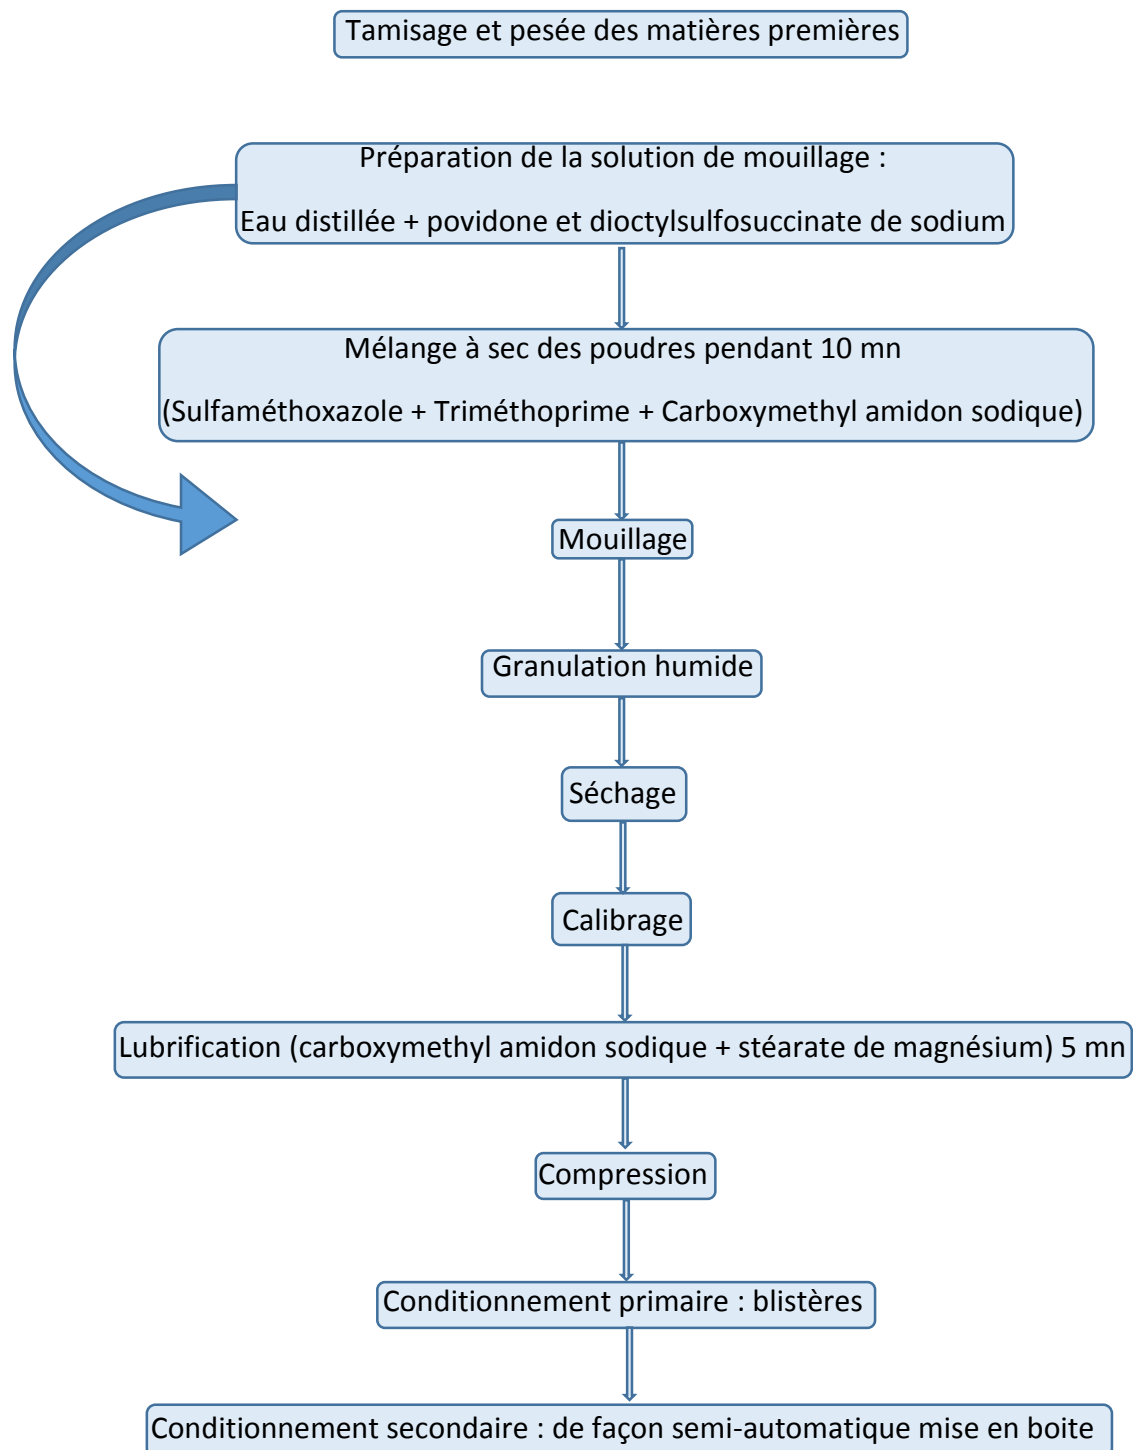 Tamisage et pesée des matières premières
Préparation de la solution de mouillage :
Eau distillée + povidone et dioctylsulfosuccinate de sodium
Mélange à sec des poudres pendant 10 mn
(Sulfaméthoxazole + Triméthoprime + Carboxymethyl amidon sodique)
Mouillage
Granulation humide
Séchage
Calibrage
Lubrification (carboxymethyl amidon sodique + stéarate de magnésium) 5 mn
Compression
Conditionnement primaire : blistères
Conditionnement secondaire : de façon semi-automatique mise en boite